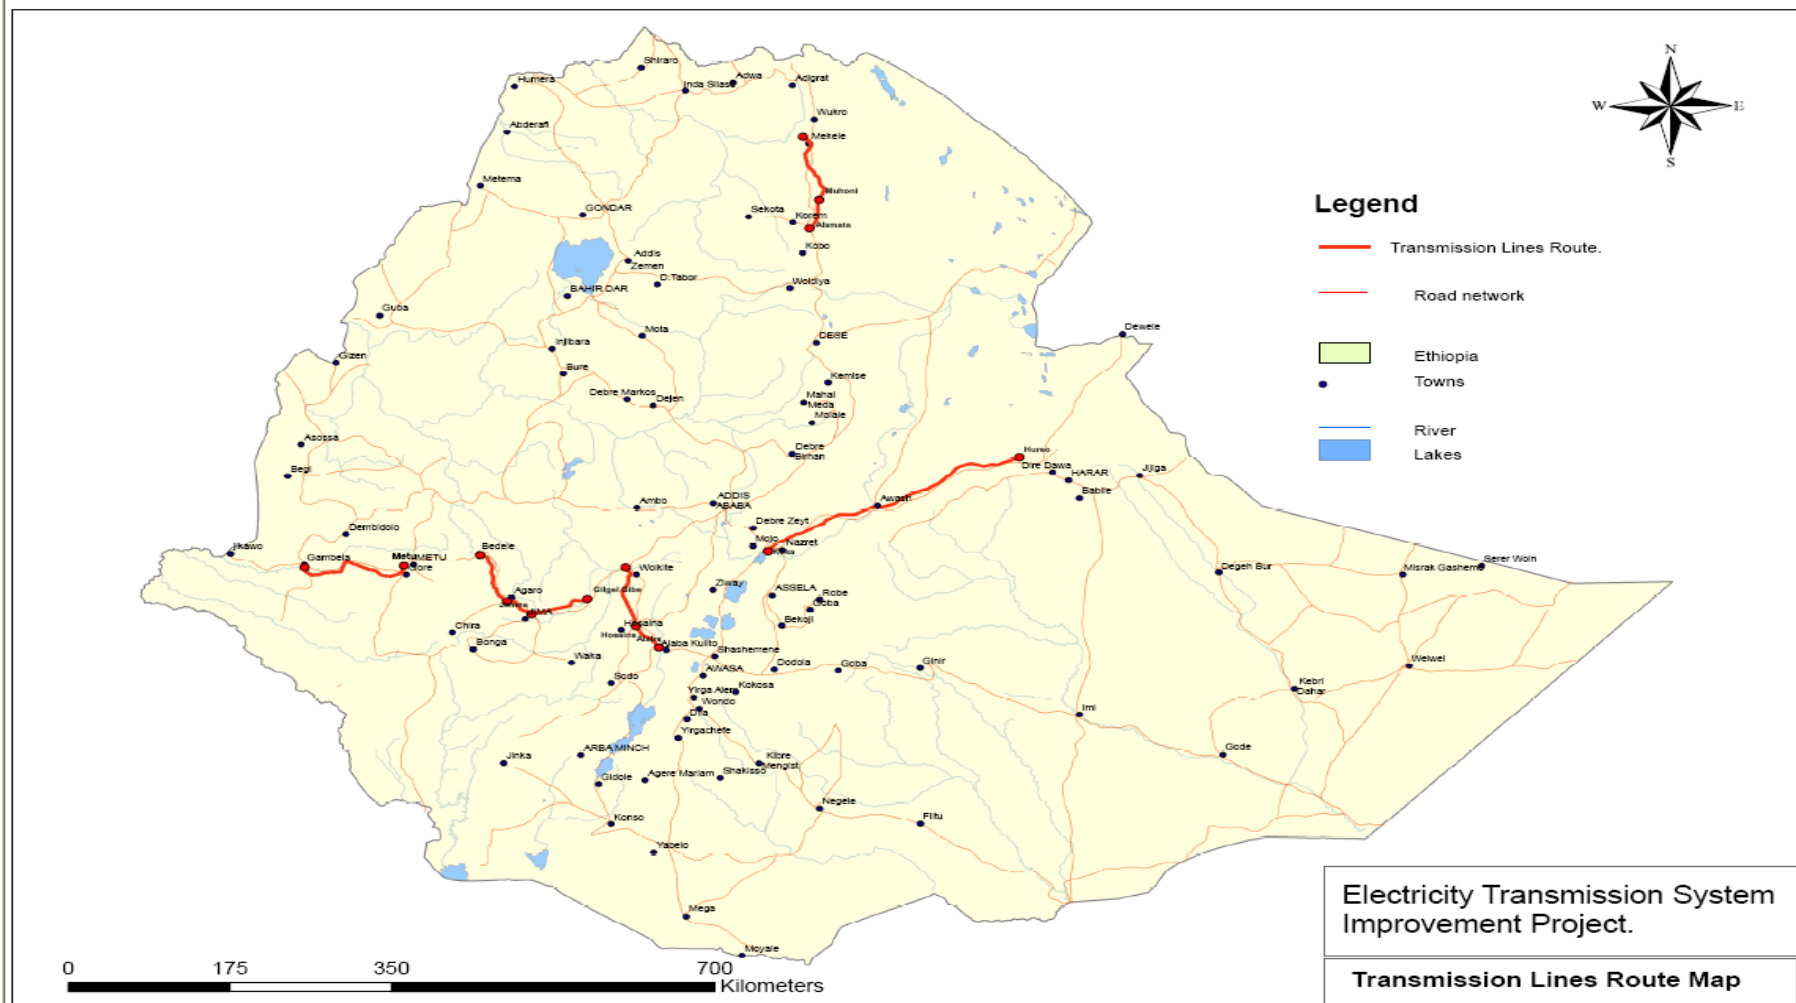 N
W
E
S
Legend
Transmission Lines Route.
Road network
Ethiopia
Towns
River
Lakes
Shiraro
Humera
Inda Silase
Adwa
Adigrat
Wukro
Abderafi
Mekele
Metema
Muhoni
GONDAR
Sekota
Korem
Alamata
Kobo
Addis
Zemen
D.Tabor
Woldiya
BAHIR DAR
Guba
Mota
DESE
Dewele
Injibara
Gizen
Bure
Kemise
Debre Markos
Dejen
Mahal
Meda
Molale
Asossa
Debre
Birhan
Hurso
Dire Dawa
HARAR
Jijiga
Begi
Babile
Ambo
ADDIS
ABABA
Awash
Debre Zeyt
Dembidolo
Mojo
Nazret
Bedele
Metu
METU
Gore
Gambela
Serer Woin
Misrak Gashemo
Degeh Bur
Wolkite
Gilgel Gibe
Ziway
ASSELA
Robe
Goba
Agaro
Chira
Bonga
Hosaina
Hossina
Alaba Kulito
Bekoji
Shashemene
Waka
AWASA
Dodola
Goba
Ginir
Welwel
Sodo
Kokosa
Kebri
Dahar
Yirga Alem
Wondo
Dila
Imi
Yirgachefe
Jinka
ARBA MINCH
Gidole
Agere Mariam
Shakisso
Kibre
Mengist
Gode
Negele
Filtu
Konso
Yabelo
Mega
Moyale
0 175 350 700
Kilometers
Electricity Transmission System
Improvement Project.
Transmission Lines Route Map